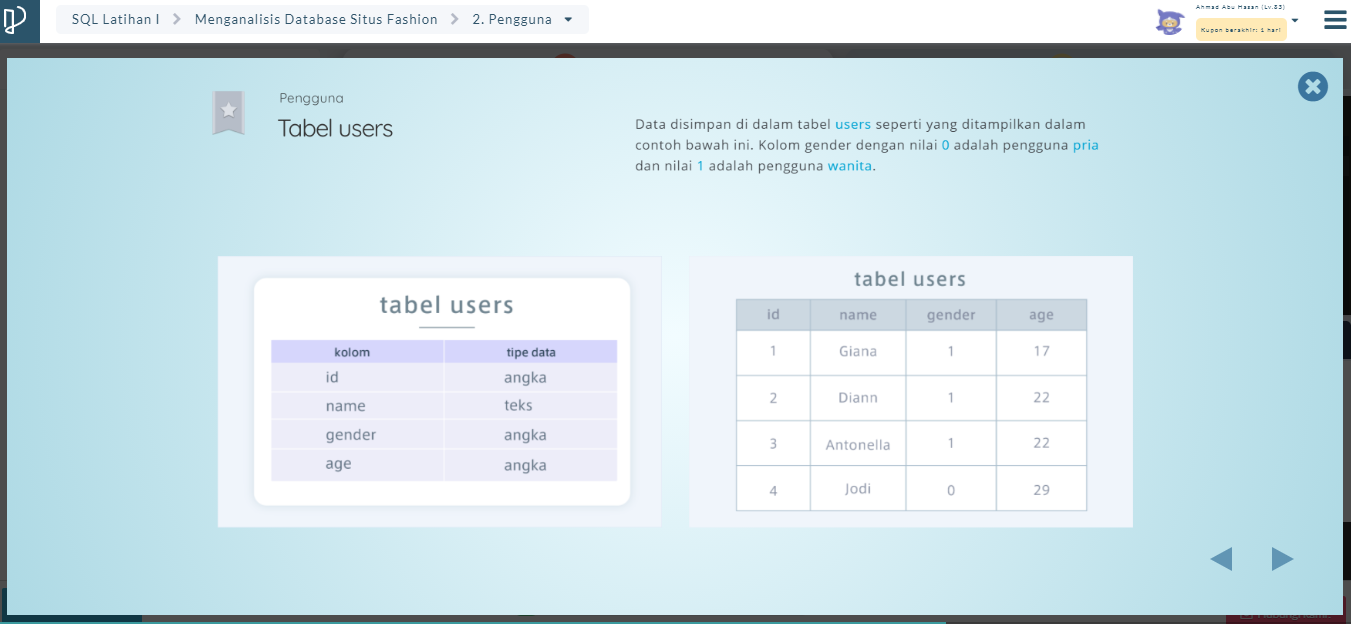 SQL Latihan I
Menganalisis Database Situs Fashion
2. Pengguna
Ahmad Abu Hasan (Lv.83)
Kupon berakhir: 1 hari
Pengguna
Tabel users
Data disimpan di dalam tabel users seperti yang ditampilkan dalam
contoh bawah ini. Kolom gender dengan nilai 0 adalah pengguna pria
dan nilai 1 adalah pengguna wanita.
tabel users
kolom tipe data
id angka
name teks
gender angka
age angka
tabel users
id name gender age
1 Giana 1 17
2 Diann 1 22
3 Antonella 1 22
4 Jodi 0 29